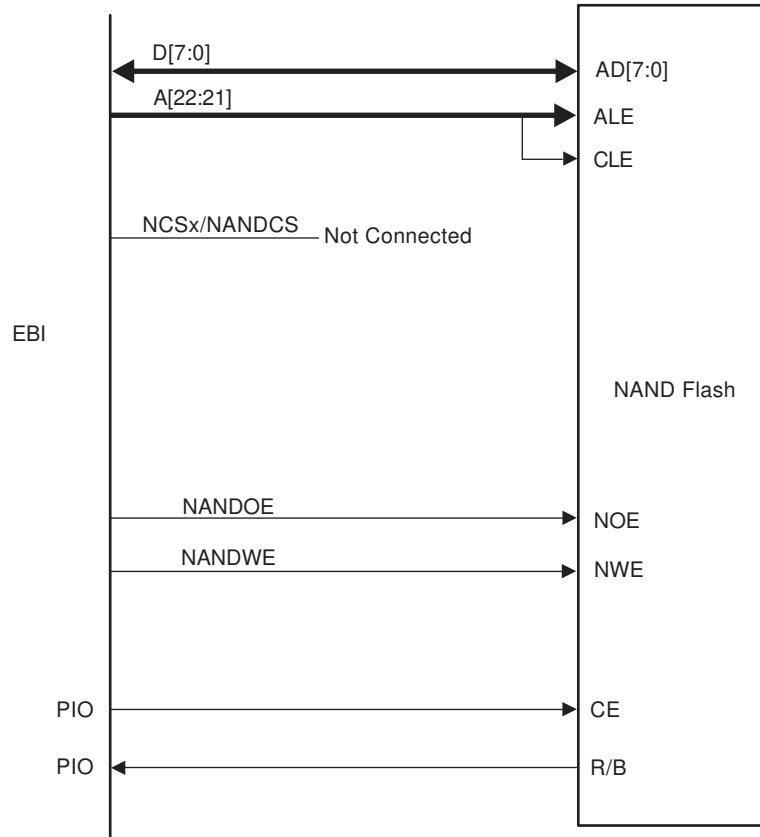 D[7:0]
AD[7:0]
A[22:21]
ALE
CLE
NCSx/NANDCS
Not Connected
EBI
NAND Flash
NANDOE
NOE
NANDWE
NWE
PIO
CE
PIO
R/B